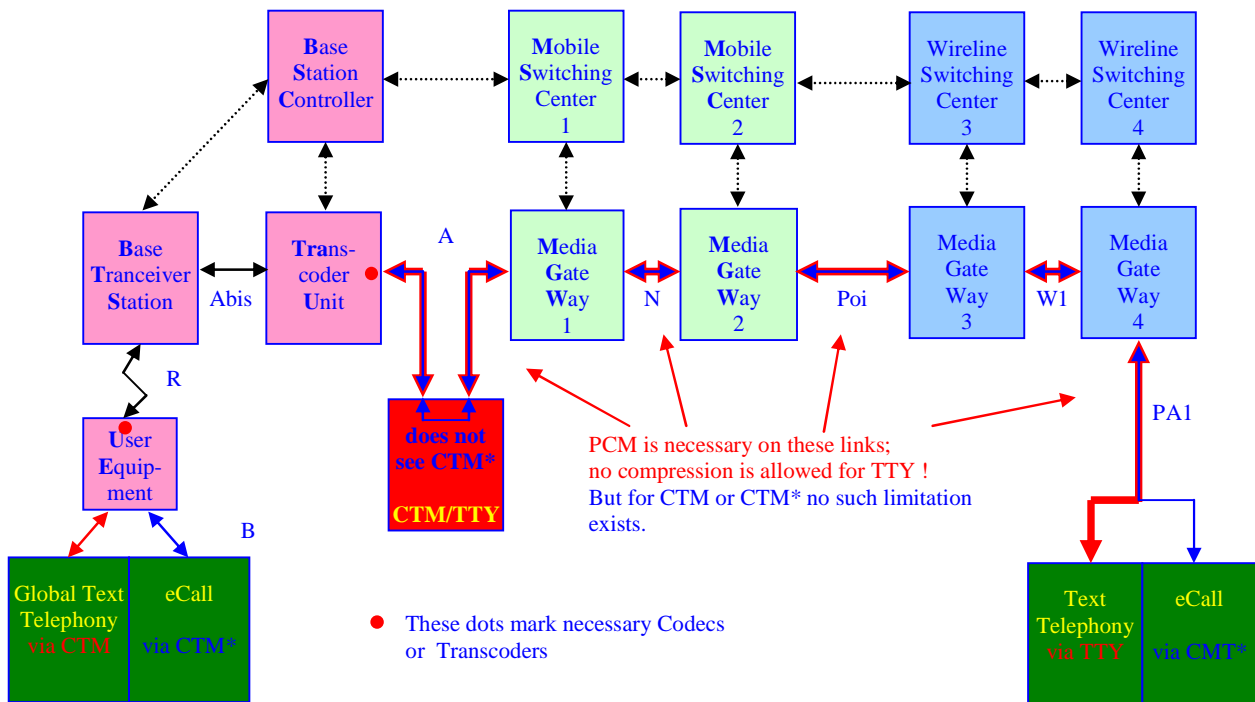 Base
Station
Controller
Mobile
Switching
Center
1
Mobile
Switching
Center
2
Wireline
Switching
Center
3
Wireline
Switching
Center
4
Base
Tranceiver
Station
Abis
Trans-
coder
Unit
A
Media
Gate
Way
1
N
Media
Gate
Way
2
Poi
Media
Gate
Way
3
W1
Media
Gate
Way
4
R
PA1
User
Equip-
ment
does not
see CTM*
CTM/TTY
PCM is necessary on these links;
no compression is allowed for TTY !
But for CTM or CTM* no such limitation
exists.
B
Global Text
Telephony
via CTM
eCall
via CTM*
These dots mark necessary Codecs
or Transcoders
Text
Telephony
via TTY
eCall
via CMT*